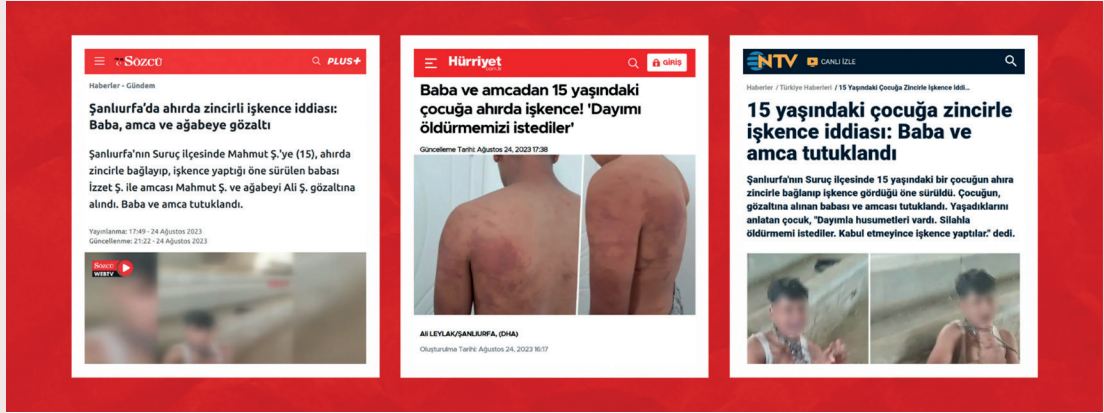 Sözcü
PLUS+
Haberler - Gündem
Şanlıurfa'da ahırda zincirli işkence iddiası:
Baba, amca ve ağabeye gözaltı
Şanlıurfa'nın Suruç ilçesinde Mahmut Ş.'ye (15), ahırda
zincirle bağlayıp, işkence yaptığı öne sürülen babası
İzzet Ş. ile amcası Mahmut Ş. ve ağabeyi Ali Ş. gözaltına
alındı. Baba ve amca tutuklandı.
Yayınlanma: 17:49 - 24 Ağustos 2023
Güncellenme: 21:22 - 24 Ağustos 2023
Sözcü
WEBTV
Hürriyet
.com.tr
GİRİŞ
Baba ve amcadan 15 yaşındaki
çocuğa ahırda işkence! 'Dayımı
öldürmemizi istediler'
Güncelleme Tarihi: Ağustos 24, 2023 17:38
Ali LEYLAK/ŞANLIURFA, (DHA)
Oluşturulma Tarihi: Ağustos 24, 2023 16:17
NTV CANLI İZLE
Haberler / Türkiye Haberleri / 15 Yaşındaki Çocuğa Zincirle Işkence Iddi...
15 yaşındaki çocuğa zincirle
işkence iddiası: Baba ve
amca tutuklandı
Şanlıurfa'nın Suruç ilçesinde 15 yaşındaki bir çocuğun ahıra
zincirle bağlanıp işkence gördüğü öne sürüldü. Çocuğun,
gözaltına alınan babası ve amcası tutuklandı. Yaşadıklarını
anlatan çocuk, "Dayımla husumetleri vardı. Silahla
öldürmemi istediler. Kabul etmeyince işkence yaptılar." dedi.